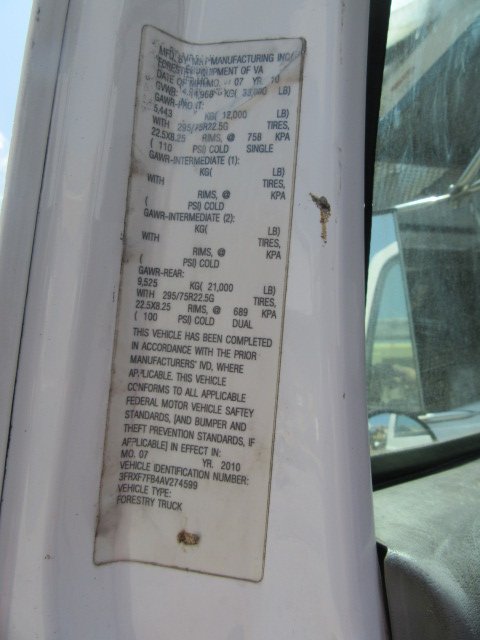 MFG. BY: MANUFACTURING INC/
FORESTRY EQUIPMENT OF VA
DATE OF MO. 07 YR. 10
GVWR: KG( 33,000 LB)
GAWR-FRONT:
5,443 KG( 12,000 LB)
WITH 295/75R22.5G TIRES,
22.5X8.25 RIMS, @ 758 KPA
( 110 PSI) COLD SINGLE
GAWR-INTERMEDIATE (1):
KG( LB)
WITH TIRES,
RIMS, @ KPA
( PSI) COLD
GAWR-INTERMEDIATE (2):
KG( LB)
WITH TIRES,
RIMS, @ KPA
( PSI) COLD
GAWR-REAR:
9,525 KG( 21,000 LB)
WITH 295/75R22.5G TIRES,
22.5X8.25 RIMS, @ 689 KPA
( 100 PSI) COLD DUAL
THIS VEHICLE HAS BEEN COMPLETED
IN ACCORDANCE WITH THE PRIOR
MANUFACTURERS' IVD, WHERE
APPLICABLE. THIS VEHICLE
CONFORMS TO ALL APPLICABLE
FEDERAL MOTOR VEHICLE SAFTEY
STANDARDS, [AND BUMPER AND
THEFT PREVENTION STANDARDS, IF
APPLICABLE] IN EFFECT IN:
MO. 07 YR. 2010
VEHICLE IDENTIFICATION NUMBER:
3FRXF7FB4AV274599
VEHICLE TYPE:
FORESTRY TRUCK